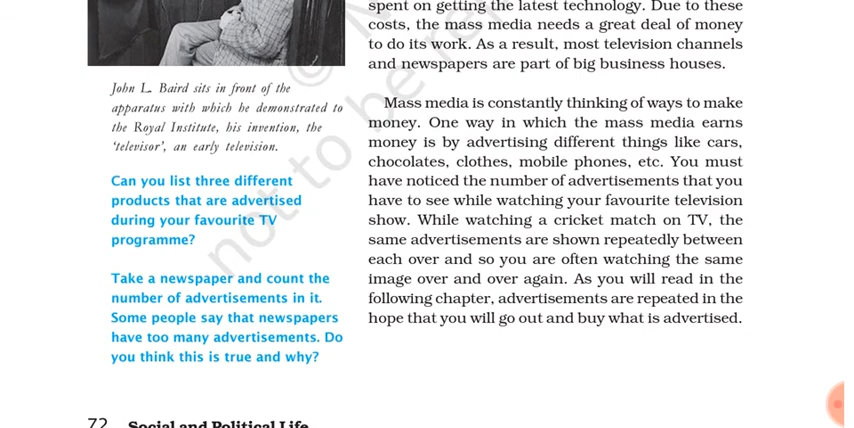 spent on getting the latest technology. Due to these
costs, the mass media needs a great deal of money
to do its work. As a result, most television channels
and newspapers are part of big business houses.
John L. Baird sits in front of the
apparatus with which he demonstrated to
the Royal Institute, his invention, the
‘televisor’, an early television.
Can you list three different
products that are advertised
during your favourite TV
programme?
Take a newspaper and count the
number of advertisements in it.
Some people say that newspapers
have too many advertisements. Do
you think this is true and why?
Mass media is constantly thinking of ways to make
money. One way in which the mass media earns
money is by advertising different things like cars,
chocolates, clothes, mobile phones, etc. You must
have noticed the number of advertisements that you
have to see while watching your favourite television
show. While watching a cricket match on TV, the
same advertisements are shown repeatedly between
each over and so you are often watching the same
image over and over again. As you will read in the
following chapter, advertisements are repeated in the
hope that you will go out and buy what is advertised.
72 Social and Political Life
© N
not to be re